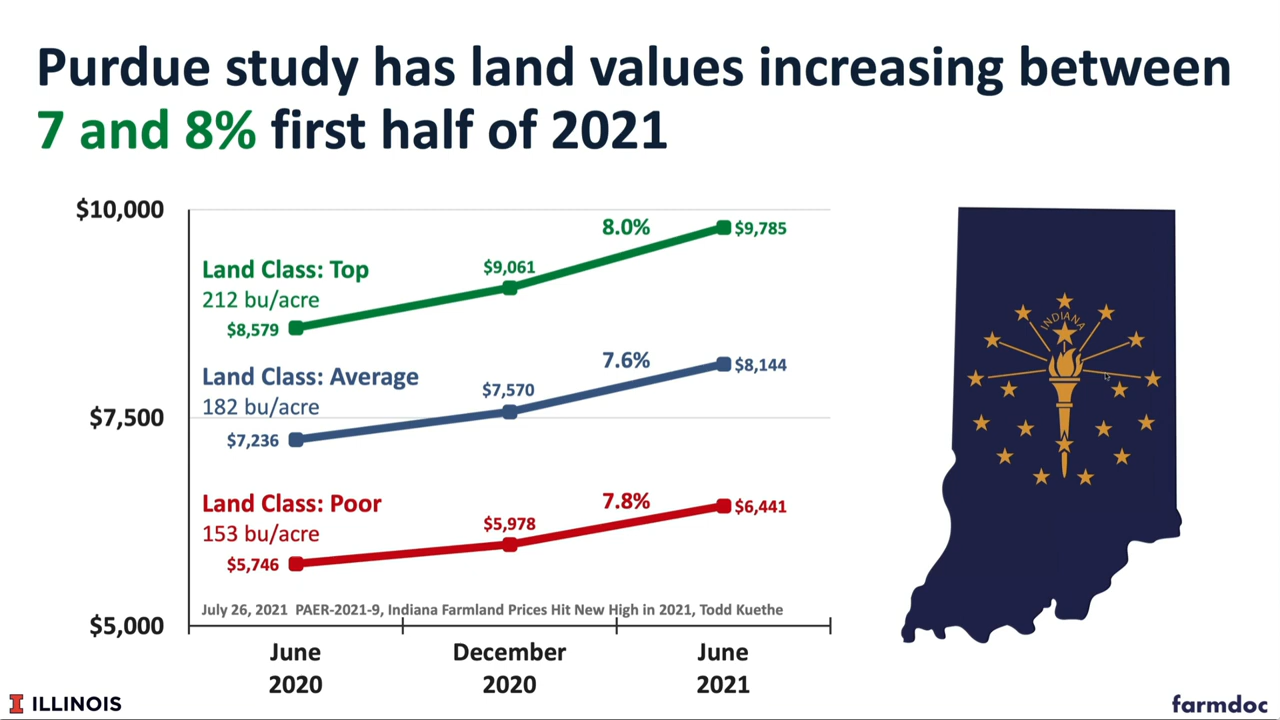 Purdue study has land values increasing between
7 and 8% first half of 2021
$10,000
$7,500
$5,000
Land Class: Top
212 bu/acre
$8,579
$9,061
8.0%
$9,785
Land Class: Average
182 bu/acre
$7,236
$7,570
7.6%
$8,144
Land Class: Poor
153 bu/acre
$5,746
$5,978
7.8%
$6,441
July 26, 2021 PAER-2021-9, Indiana Farmland Prices Hit New High in 2021, Todd Kuethe
June
2020
December
2020
June
2021
INDIANA
I ILLINOIS
farmdoc